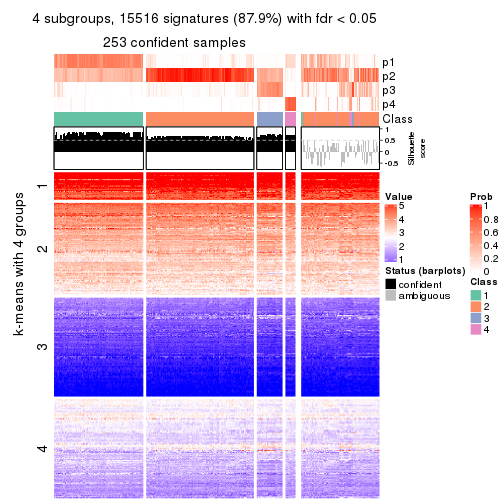 4 subgroups, 15516 signatures (87.9%) with fdr < 0.05
253 confident samples
p1
p2
p3
p4
Class
1
0.5
0
-0.5
Silhouette
score
k-means with 4 groups
1
2
3
4
Value
5
4
3
2
1
Status (barplots)
confident
ambiguous
Prob
1
0.8
0.6
0.4
0.2
0
Class
1
2
3
4